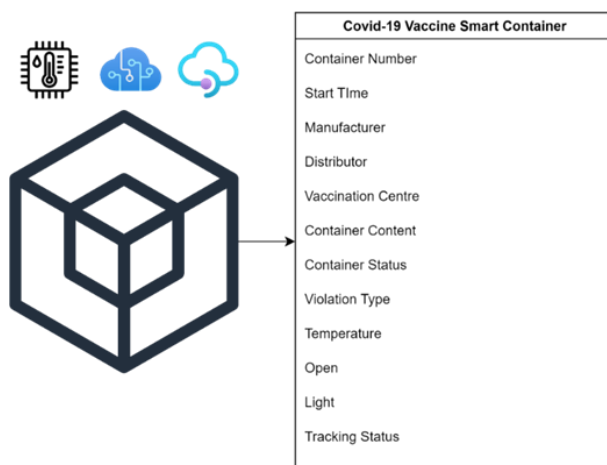 Covid-19 Vaccine Smart Container
Container Number
Start TIme
Manufacturer
Distributor
Vaccination Centre
Container Content
Container Status
Violation Type
Temperature
Open
Light
Tracking Status